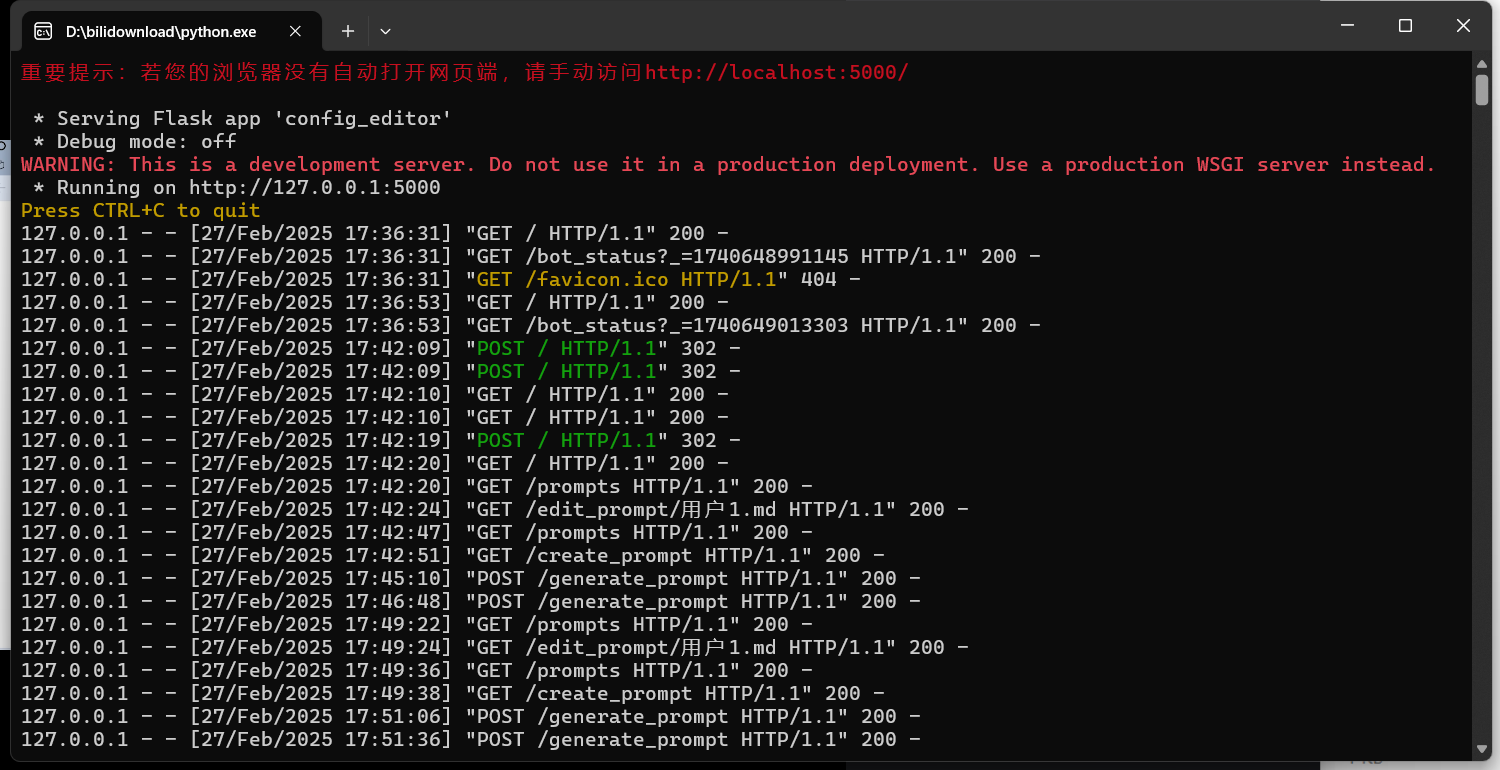 D:\bilidownload\python.exe
重要提示：若您的浏览器没有自动打开网页端，请手动访问http://localhost:5000/
* Serving Flask app 'config_editor'
* Debug mode: off
WARNING: This is a development server. Do not use it in a production deployment. Use a production WSGI server instead.
* Running on http://127.0.0.1:5000
Press CTRL+C to quit
127.0.0.1 - - [27/Feb/2025 17:36:31] "GET / HTTP/1.1" 200 -
127.0.0.1 - - [27/Feb/2025 17:36:31] "GET /bot_status?_=1740648991145 HTTP/1.1" 200 -
127.0.0.1 - - [27/Feb/2025 17:36:31] "GET /favicon.ico HTTP/1.1" 404 -
127.0.0.1 - - [27/Feb/2025 17:36:53] "GET / HTTP/1.1" 200 -
127.0.0.1 - - [27/Feb/2025 17:36:53] "GET /bot_status?_=1740649013303 HTTP/1.1" 200 -
127.0.0.1 - - [27/Feb/2025 17:42:09] "POST / HTTP/1.1" 302 -
127.0.0.1 - - [27/Feb/2025 17:42:09] "POST / HTTP/1.1" 302 -
127.0.0.1 - - [27/Feb/2025 17:42:10] "GET / HTTP/1.1" 200 -
127.0.0.1 - - [27/Feb/2025 17:42:10] "GET / HTTP/1.1" 200 -
127.0.0.1 - - [27/Feb/2025 17:42:19] "POST / HTTP/1.1" 302 -
127.0.0.1 - - [27/Feb/2025 17:42:20] "GET / HTTP/1.1" 200 -
127.0.0.1 - - [27/Feb/2025 17:42:20] "GET /prompts HTTP/1.1" 200 -
127.0.0.1 - - [27/Feb/2025 17:42:24] "GET /edit_prompt/用户1.md HTTP/1.1" 200 -
127.0.0.1 - - [27/Feb/2025 17:42:47] "GET /prompts HTTP/1.1" 200 -
127.0.0.1 - - [27/Feb/2025 17:42:51] "GET /create_prompt HTTP/1.1" 200 -
127.0.0.1 - - [27/Feb/2025 17:45:10] "POST /generate_prompt HTTP/1.1" 200 -
127.0.0.1 - - [27/Feb/2025 17:46:48] "POST /generate_prompt HTTP/1.1" 200 -
127.0.0.1 - - [27/Feb/2025 17:49:22] "GET /prompts HTTP/1.1" 200 -
127.0.0.1 - - [27/Feb/2025 17:49:24] "GET /edit_prompt/用户1.md HTTP/1.1" 200 -
127.0.0.1 - - [27/Feb/2025 17:49:36] "GET /prompts HTTP/1.1" 200 -
127.0.0.1 - - [27/Feb/2025 17:49:38] "GET /create_prompt HTTP/1.1" 200 -
127.0.0.1 - - [27/Feb/2025 17:51:06] "POST /generate_prompt HTTP/1.1" 200 -
127.0.0.1 - - [27/Feb/2025 17:51:36] "POST /generate_prompt HTTP/1.1" 200 -